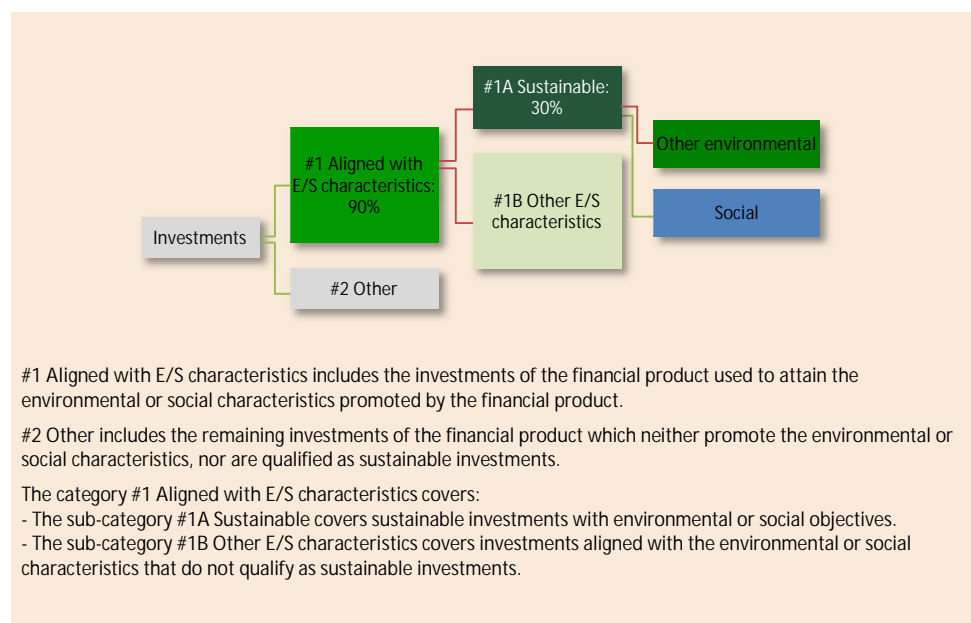 #1A Sustainable:
30%
Other environmental
#1 Aligned with
E/S characteristics:
90%
#1B Other E/S
characteristics
Social
Investments
#2 Other
#1 Aligned with E/S characteristics includes the investments of the financial product used to attain the
environmental or social characteristics promoted by the financial product.
#2 Other includes the remaining investments of the financial product which neither promote the environmental or
social characteristics, nor are qualified as sustainable investments.
The category #1 Aligned with E/S characteristics covers:
- The sub-category #1A Sustainable covers sustainable investments with environmental or social objectives.
- The sub-category #1B Other E/S characteristics covers investments aligned with the environmental or social
characteristics that do not qualify as sustainable investments.